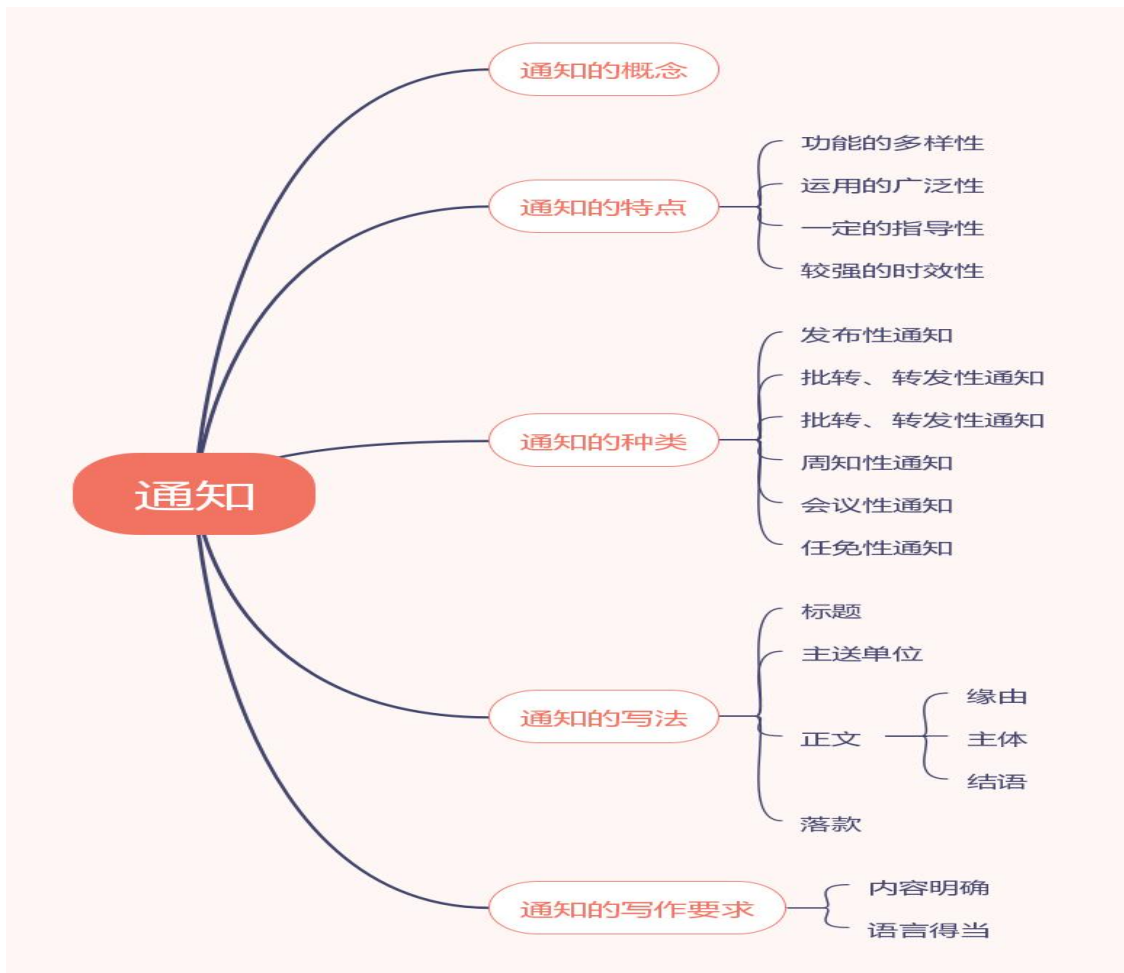 通知
通知的概念
通知的特点
功能的多样性
运用的广泛性
一定的指导性
较强的时效性
通知的种类
发布性通知
批转、转发性通知
批转、转发性通知
周知性通知
会议性通知
任免性通知
通知的写法
标题
主送单位
正文
缘由
主体
结语
落款
通知的写作要求
内容明确
语言得当